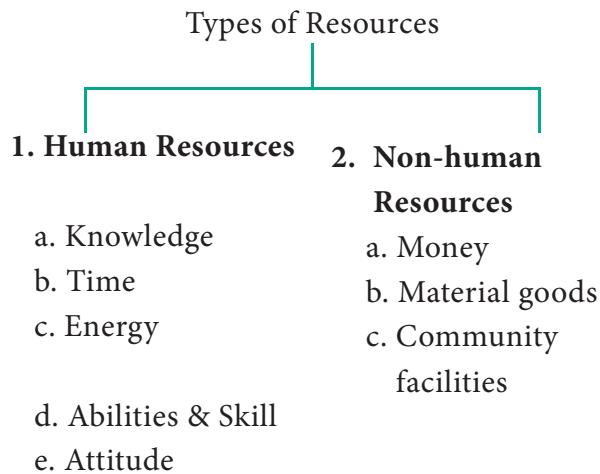 Types of Resources
1. Human Resources
a. Knowledge
b. Time
c. Energy
d. Abilities & Skill
e. Attitude
2. Non-human
Resources
a. Money
b. Material goods
c. Community
facilities